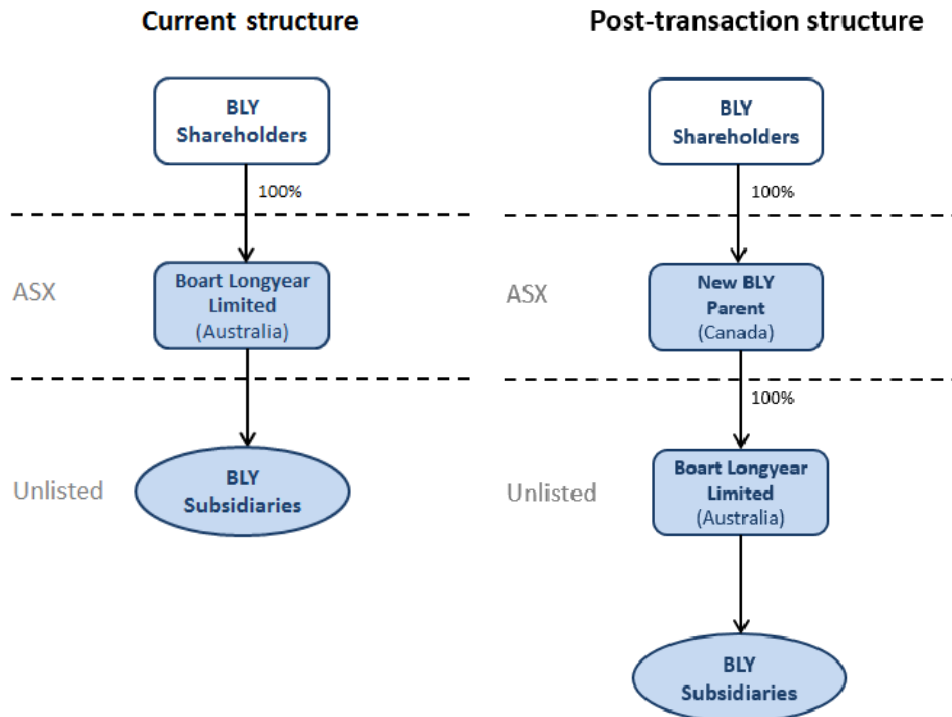 Current structure
BLY
Shareholders
100%
ASX
Boart Longyear
Limited
(Australia)
Unlisted
BLY
Subsidiaries
Post-transaction structure
BLY
Shareholders
100%
ASX
New BLY
Parent
(Canada)
100%
Unlisted
Boart Longyear
Limited
(Australia)
BLY
Subsidiaries